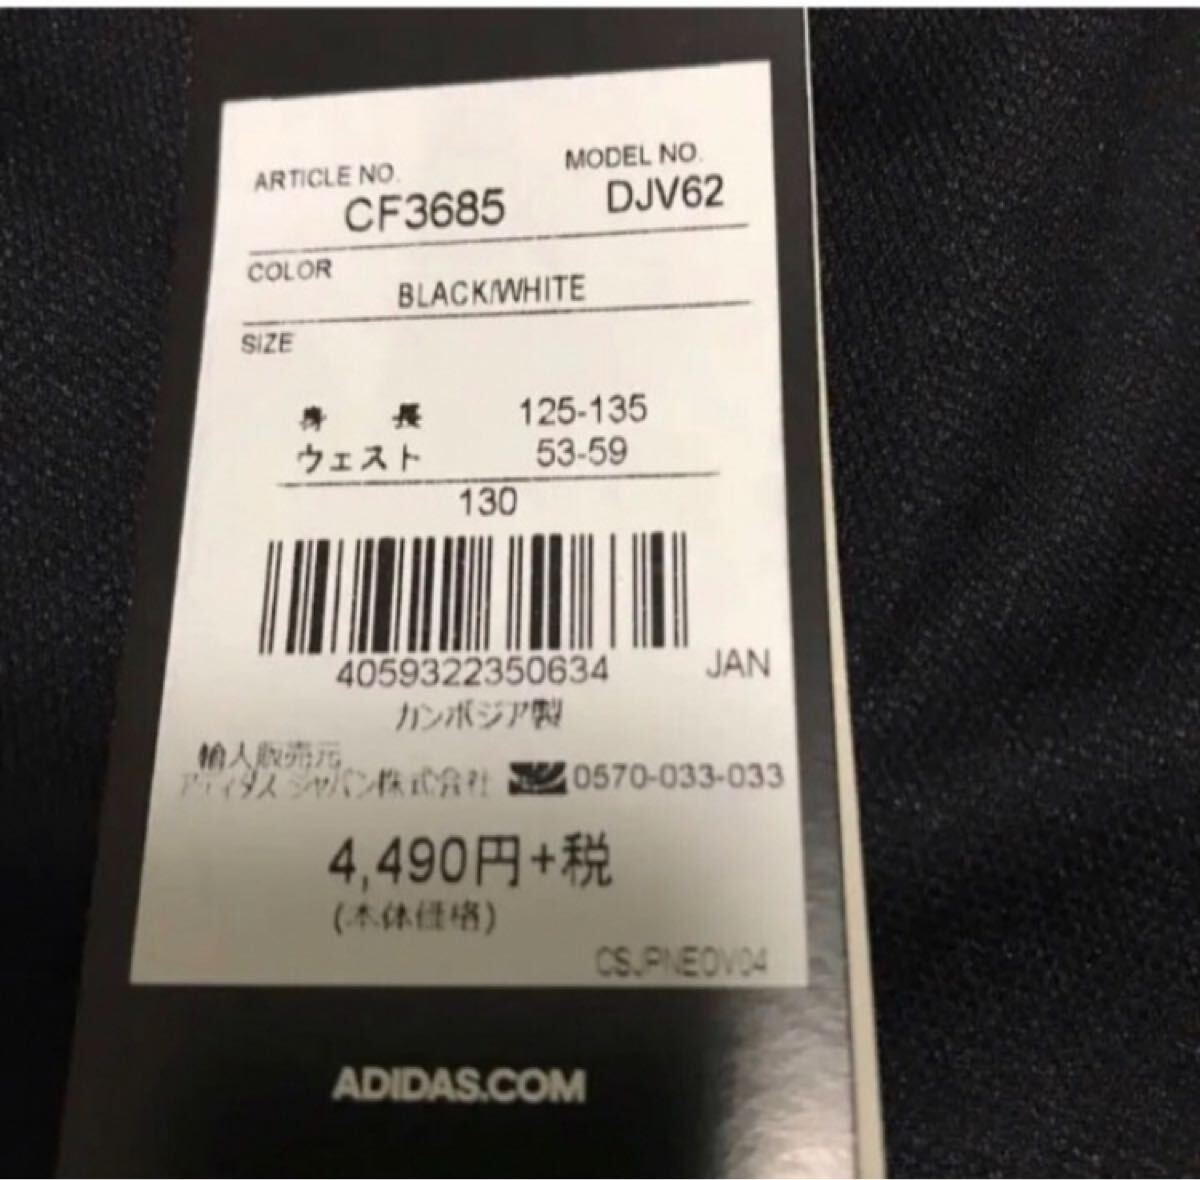 ARTICLE NO. MODEL NO.
CF3685 DJV62
COLOR
BLACK/WHITE
SIZE
身 長 125-135
ウェスト 53-59
130
4059322350634 JAN
カンボジア製
輸入販売元
アディダス ジャパン株式会社 0570-033-033
4,490円+税
(本体価格)
CSJPNEOV04
ADIDAS.COM